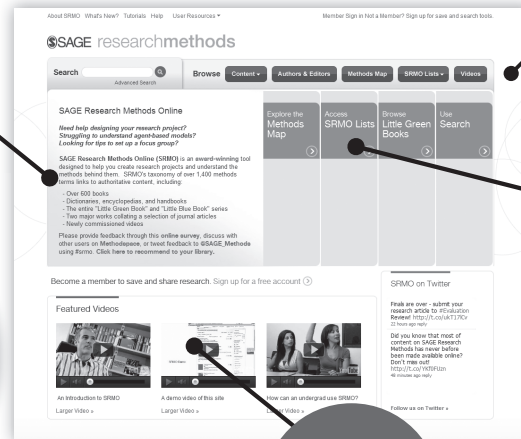 About SRMO What's New? Tutorials Help User Resources ▾
Member Sign in Not a Member? Sign up for save and search tools.
SAGE researchmethods
Search
Advanced Search
Browse
Content ▾
Authors & Editors
Methods Map
SRMO Lists ▾
Videos
SAGE Research Methods Online
Need help designing your research project?
Struggling to understand agent-based models?
Looking for tips to set up a focus group?
SAGE Research Methods Online (SRMO) is an award-winning tool
designed to help you create research projects and understand the
methods behind them. SRMO's taxonomy of over 1,400 methods
terms links to authoritative content, including:
- Over 600 books
- Dictionaries, encyclopedias, and handbooks
- The entire "Little Green Book" and "Little Blue Book" series
- Two major works collating a selection of journal articles
- Newly commissioned videos
Please provide feedback through this online survey, discuss with
other users on Methodspace, or tweet feedback to @SAGE_Methods
using #srmo. Click here to recommend to your library.
Explore the
Methods
Map
Access
SRMO Lists
Browse
Little Green
Books
Use
Search
Become a member to save and share research. Sign up for a free account
Featured Videos
An Introduction to SRMO
Larger Video »
A demo video of this site
Larger Video »
How can an undergrad use SRMO?
Larger Video »
SRMO on Twitter
Finals are over - submit your
research article to #Evaluation
Review! http://t.co/ukT17ICv
22 hours ago reply
Did you know that most of
content on SAGE Research
Methods has never before
been made available online?
Don't miss out!
http://t.co/YKf0FUzn
48 minutes ago reply
Follow us on Twitter »